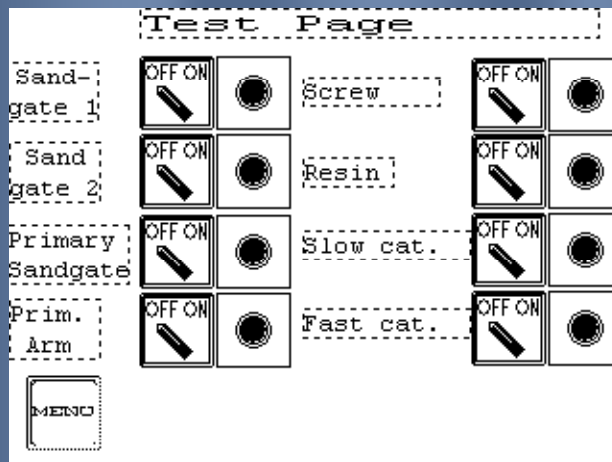 Test Page
Sand-
gate 1
OFF ON
Screw
OFF ON
Sand
gate 2
OFF ON
Resin
OFF ON
Primary
Sandgate
OFF ON
Slow cat.
OFF ON
Prim.
Arm
OFF ON
Fast cat.
OFF ON
MENU